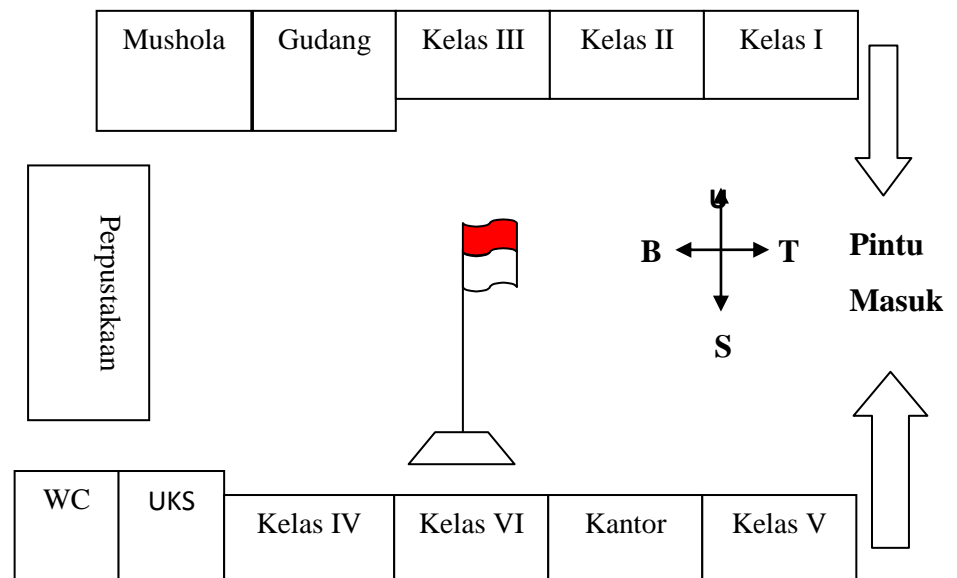 Mushola
Gudang
Kelas III
Kelas II
Kelas I
Perpustakaan
U
B
T
S
Pintu
Masuk
WC
UKS
Kelas IV
Kelas VI
Kantor
Kelas V